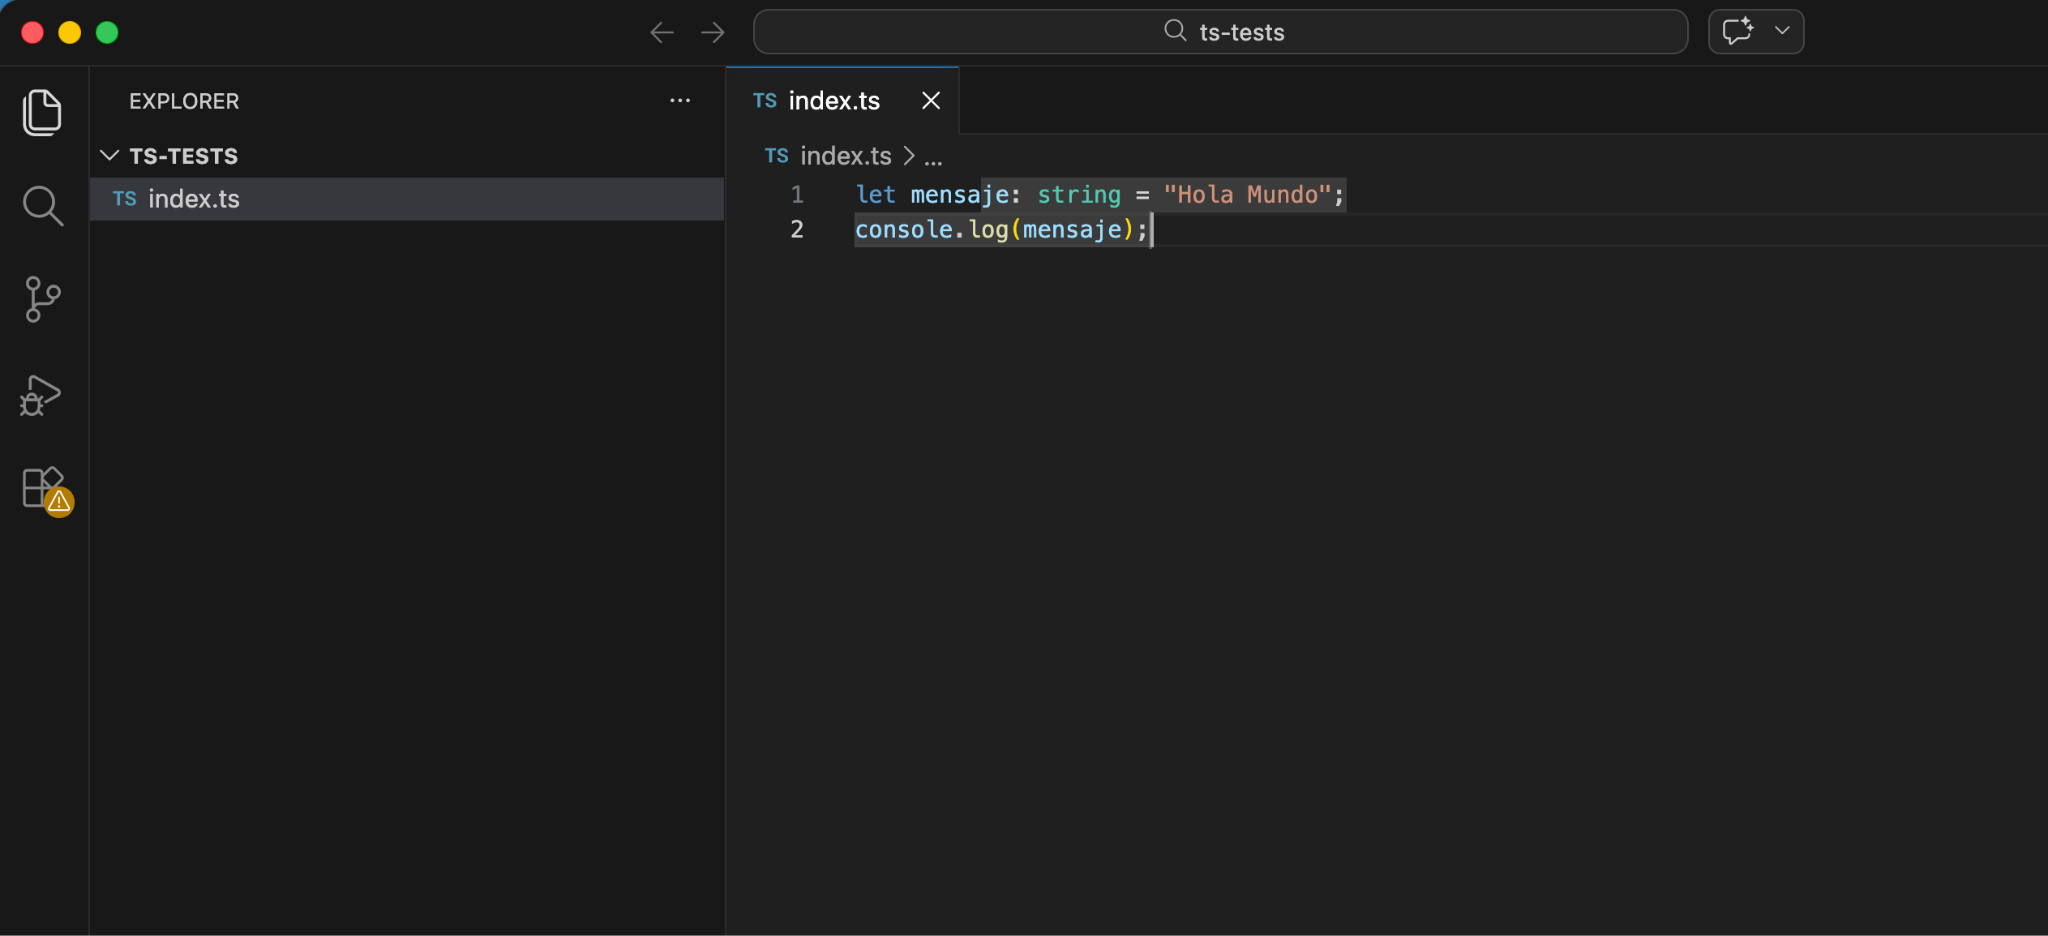 ts-tests
EXPLORER
...
TS index.ts
TS-TESTS
TS index.ts
TS index.ts > ...
1 let mensaje: string = "Hola Mundo";
2 console.log(mensaje);